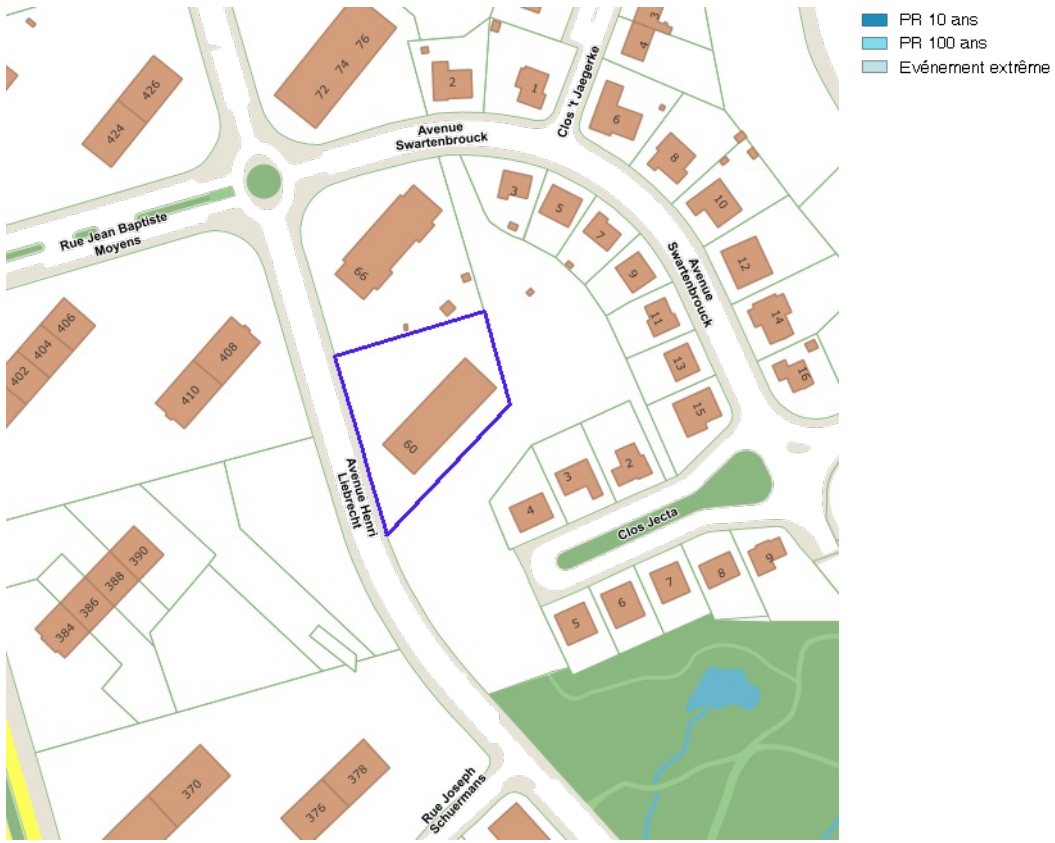 PR 10 ans
PR 100 ans
Evénement extrême
76
74
72
426
424
2
1
3
4
6
8
10
12
14
16
Clos 't Jaegerke
Avenue
Swartenbrouck
Rue Jean Baptiste
Moyens
66
3
5
7
9
11
13
15
Avenue
Swartenbrouck
406
404
402
408
410
60
Avenue Henri
Liebrecht
4
3
2
Clos Jecta
5
6
7
8
9
390
388
386
384
370
378
376
Rue Joseph
Schuermans